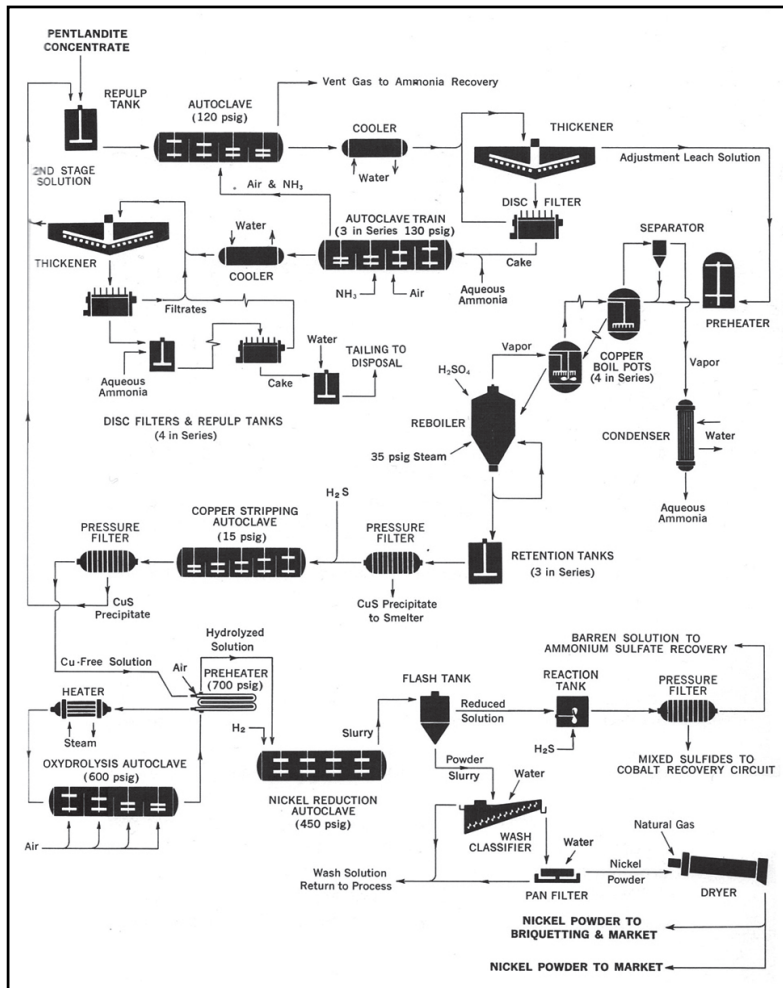 PENTLANDITE
CONCENTRATE
REPULP
TANK
AUTOCLAVE
(120 psig)
Vent Gas to Ammonia Recovery
COOLER
Water
THICKENER
Adjustment Leach Solution
2ND STAGE
SOLUTION
Air & NH₃
DISC FILTER
Water
AUTOCLAVE TRAIN
(3 in Series 130 psig)
SEPARATOR
THICKENER
COOLER
Cake
Aqueous
Ammonia
NH₃
Air
PREHEATER
Filtrates
Vapor
COPPER
BOIL POTS
(4 in Series)
Vapor
Aqueous
Ammonia
Water
Cake
TAILING TO
DISPOSAL
H₂SO₄
REBOILER
CONDENSER
Water
DISC FILTERS & REPULP TANKS
(4 in Series)
35 psig Steam
Aqueous
Ammonia
H₂S
COPPER STRIPPING
AUTOCLAVE
(15 psig)
PRESSURE
FILTER
PRESSURE
FILTER
RETENTION TANKS
(3 in Series)
CuS
Precipitate
CuS Precipitate
to Smelter
Hydrolyzed
Solution
BARREN SOLUTION TO
AMMONIUM SULFATE RECOVERY
Cu-Free Solution
Air
PREHEATER
(700 psig)
FLASH TANK
REACTION
TANK
PRESSURE
FILTER
HEATER
Steam
H₂
Slurry
Reduced
Solution
H₂S
OXYDROLYSIS AUTOCLAVE
(600 psig)
Powder
Slurry
MIXED SULFIDES TO
COBALT RECOVERY CIRCUIT
NICKEL REDUCTION
AUTOCLAVE
(450 psig)
Water
WASH
CLASSIFIER
Natural Gas
Air
Water
Wash Solution
Return to Process
Nickel
Powder
PAN FILTER
DRYER
NICKEL POWDER TO
BRIQUETTING & MARKET
NICKEL POWDER TO MARKET